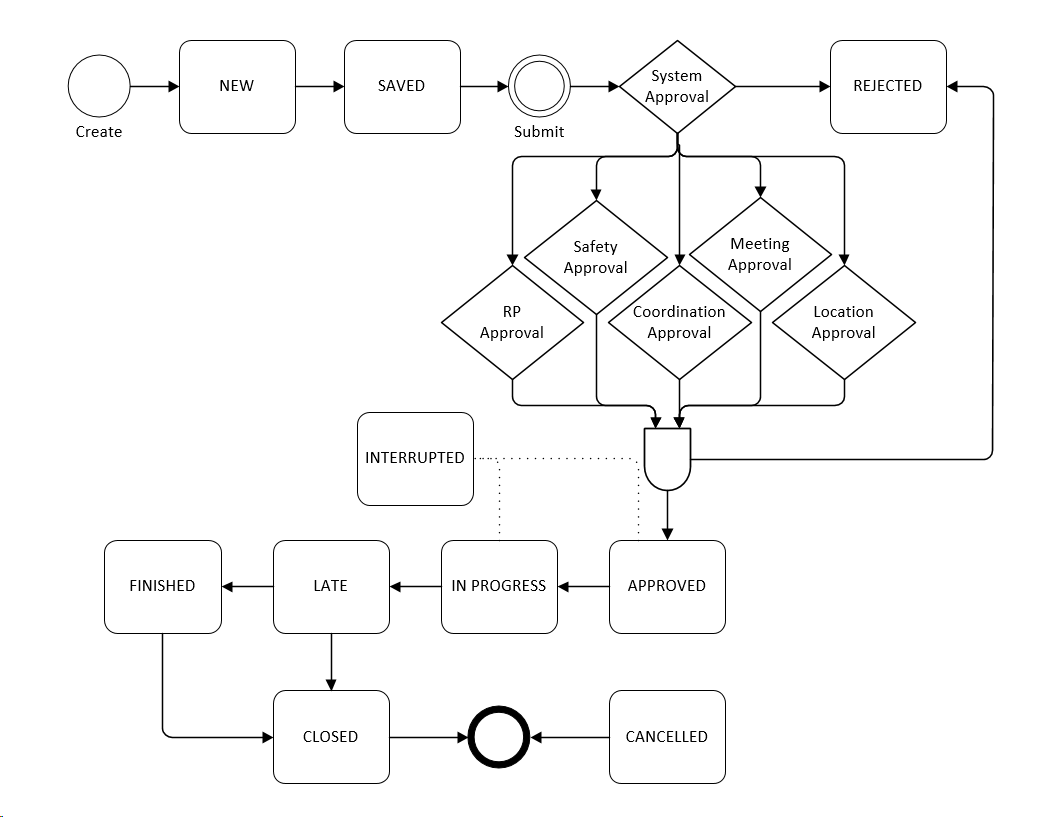 NEW
SAVED
System
Approval
REJECTED
Create
Submit
Safety
Approval
Meeting
Approval
RP
Approval
Coordination
Approval
Location
Approval
INTERRUPTED
FINISHED
LATE
IN PROGRESS
APPROVED
CLOSED
CANCELLED